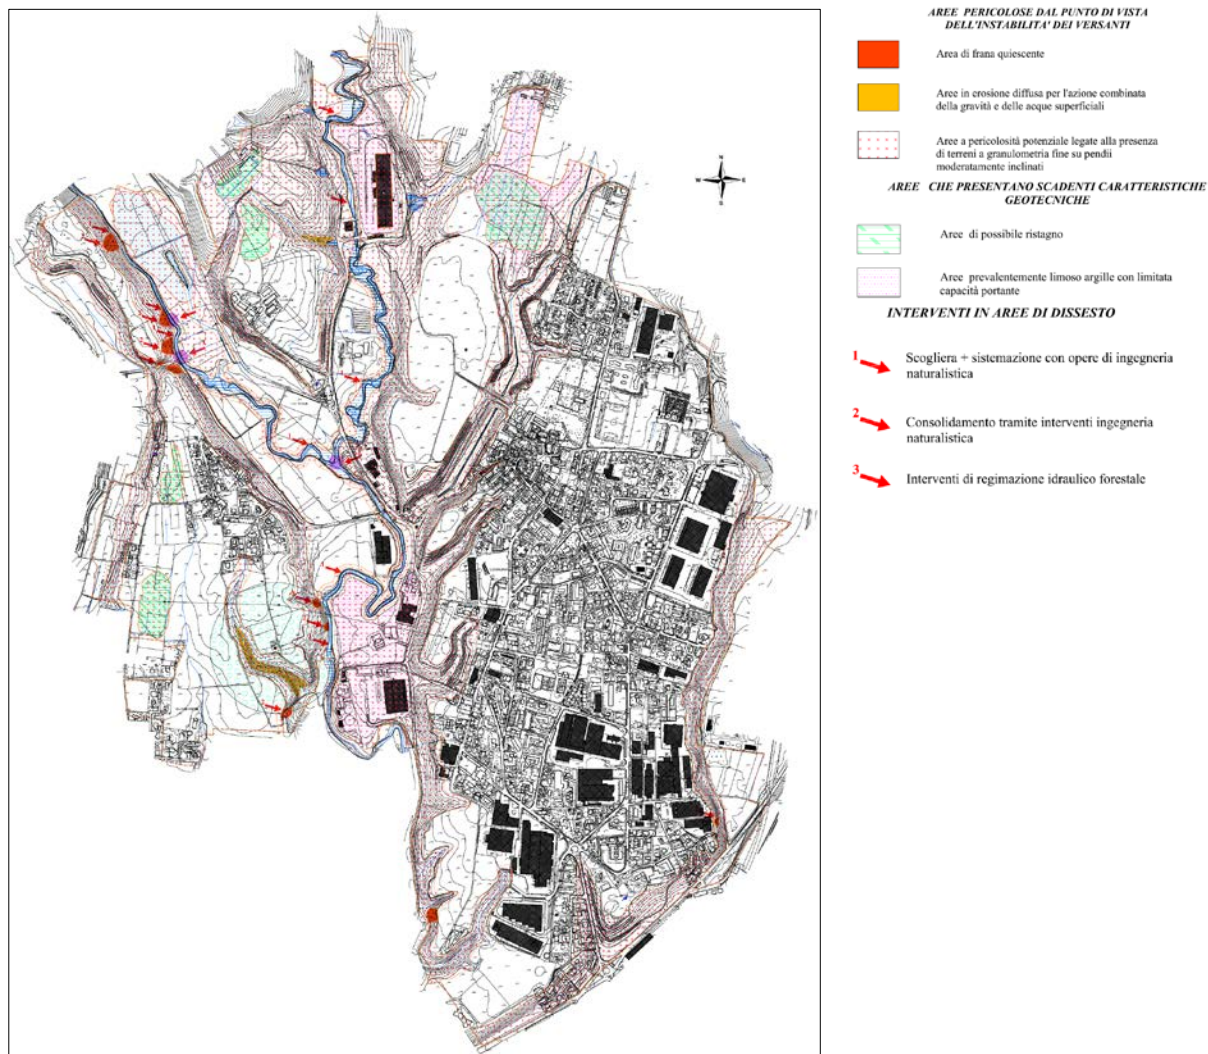 AREE PERICOLOSE DAL PUNTO DI VISTA
DELL'INSTABILITA' DEI VERSANTI
Area di frana quiescente
Aree in erosione diffusa per l'azione combinata
della gravità e delle acque superficiali
Aree a pericolosità potenziale legate alla presenza
di terreni a granulometria fine su pendii
moderatamente inclinati
AREE CHE PRESENTANO SCADENTI CARATTERISTICHE
GEOTECNICHE
Aree di possibile ristagno
Aree prevalentemente limoso argille con limitata
capacità portante
INTERVENTI IN AREE DI DISSESTO
1 Scogliera + sistemazione con opere di ingegneria
naturalistica
2 Consolidamento tramite interventi ingegneria
naturalistica
3 Interventi di regimazione idraulico forestale
N
W E
S